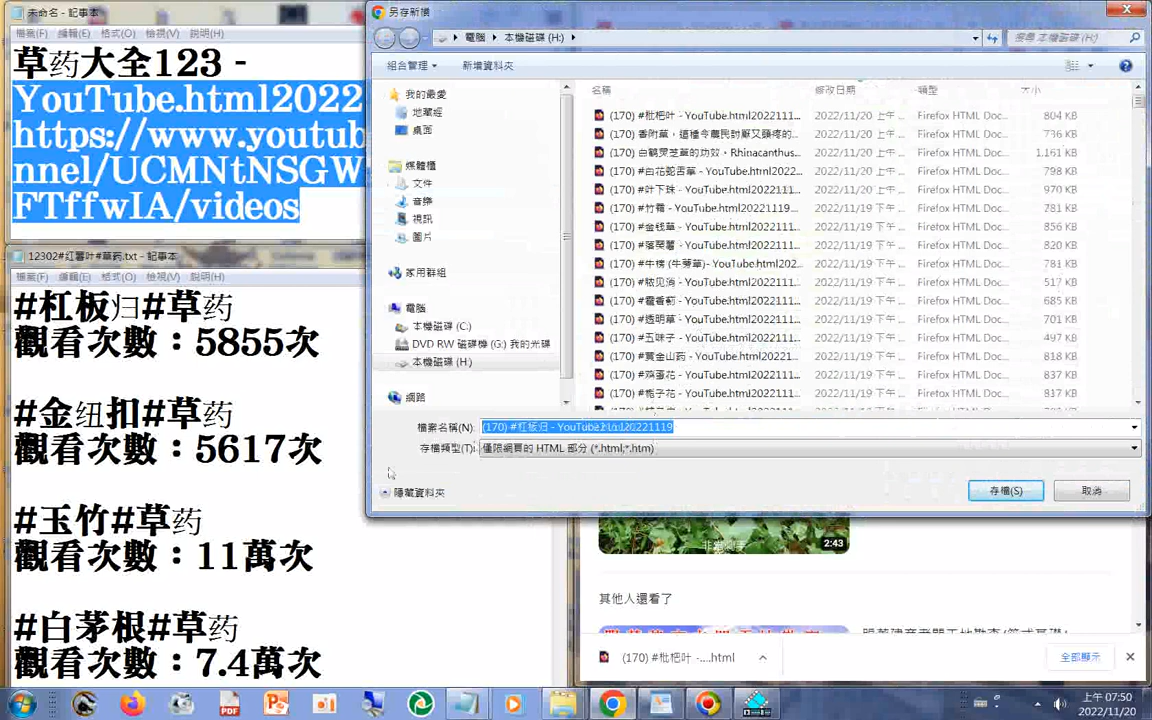 未命名 - 記事本
檔案(F) 編輯(E) 格式(O) 檢視(V) 說明(H)
草药大全123 -
YouTube.html2022
https://www.youtub
nnel/UCMNtNSGW
FTffwIA/videos
12302#红薯叶#草药.txt - 記事本
檔案(F) 編輯(E) 格式(O) 檢視(V) 說明(H)
#杠板归#草药
觀看次數：5855次
#金纽扣#草药
觀看次數：5617次
#玉竹#草药
觀看次數：11萬次
#白茅根#草药
觀看次數：7.4萬次
另存新檔
電腦 本機磁碟 (H:)
搜尋 本機磁碟 (H:)
組合管理 新增資料夾
我的最愛
地藏經
桌面
媒體櫃
文件
音樂
視訊
圖片
家用群組
電腦
本機磁碟 (C:)
DVD RW 磁碟機 (G:) 我的光碟
本機磁碟 (H:)
網路
名稱 修改日期 類型 大小
(170) #枇杷叶 - YouTube.html2022111... 2022/11/20 上午 ... Firefox HTML Doc... 804 KB
(170) 香附草，這種令農民討厭又頭疼的... 2022/11/20 上午 ... Firefox HTML Doc... 736 KB
(170) 白鹤灵芝草的功效，Rhinacanthus... 2022/11/20 上午 ... Firefox HTML Doc... 1,161 KB
(170) #白花蛇舌草 - YouTube.html2022... 2022/11/20 上午 ... Firefox HTML Doc... 798 KB
(170) #叶下珠 - YouTube.html2022111... 2022/11/19 下午 ... Firefox HTML Doc... 970 KB
(170) #竹霜 - YouTube.html20221119... 2022/11/19 下午 ... Firefox HTML Doc... 781 KB
(170) #金钱草 - YouTube.html2022111... 2022/11/19 下午 ... Firefox HTML Doc... 856 KB
(170) #落葵薯 - YouTube.html2022111... 2022/11/19 下午 ... Firefox HTML Doc... 820 KB
(170) #牛楞 (牛蒡草)- YouTube.html202... 2022/11/19 下午 ... Firefox HTML Doc... 781 KB
YouTube.html2022111... 2022/11/19 下午 ... Firefox HTML Doc... 517 KB
(170) #藿香蓟 - YouTube.html2022111... 2022/11/19 下午 ... Firefox HTML Doc... 685 KB
(170) #透明草 - YouTube.html2022111... 2022/11/19 下午 ... Firefox HTML Doc... 701 KB
(170) #五味子 - YouTube.html2022111... 2022/11/19 下午 ... Firefox HTML Doc... 497 KB
(170) #黄金山药 - YouTube.html20221... 2022/11/19 下午 ... Firefox HTML Doc... 818 KB
(170) #鸡蛋花 - YouTube.html2022111... 2022/11/19 下午 ... Firefox HTML Doc... 837 KB
(170) #栀子花 - YouTube.html2022111... 2022/11/19 下午 ... Firefox HTML Doc... 837 KB
檔案名稱(N): (170) #杠板归 - YouTube.html20221119
存檔類型(T): 僅限網頁的 HTML 部分 (*.html;*.htm)
隱藏資料夾
存檔(S) 取消
2:43
其他人還看了
(170) #枇杷叶 -....html
全部顯示
上午 07:50
2022/11/20